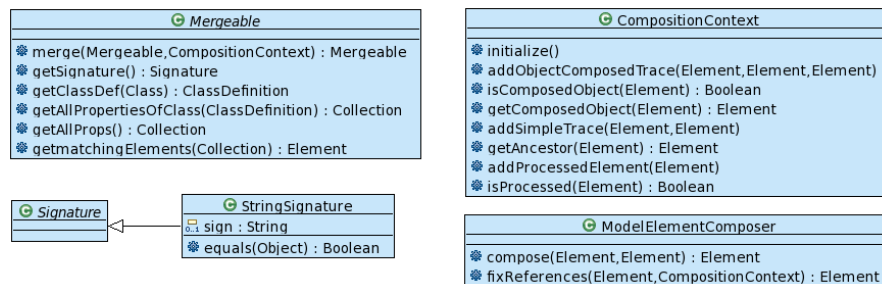 Mergeable
merge(Mergeable,CompositionContext) : Mergeable
getSignature() : Signature
getClassDef(Class) : ClassDefinition
getAllPropertiesOfClass(ClassDefinition) : Collection
getAllProps() : Collection
getmatchingElements(Collection) : Element
Signature
StringSignature
0..1 sign : String
equals(Object) : Boolean
CompositionContext
initialize()
addObjectComposedTrace(Element,Element,Element)
isComposedObject(Element) : Boolean
getComposedObject(Element) : Element
addSimpleTrace(Element,Element)
getAncestor(Element) : Element
addProcessedElement(Element)
isProcessed(Element) : Boolean
ModelElementComposer
compose(Element,Element) : Element
fixReferences(Element,CompositionContext) : Element